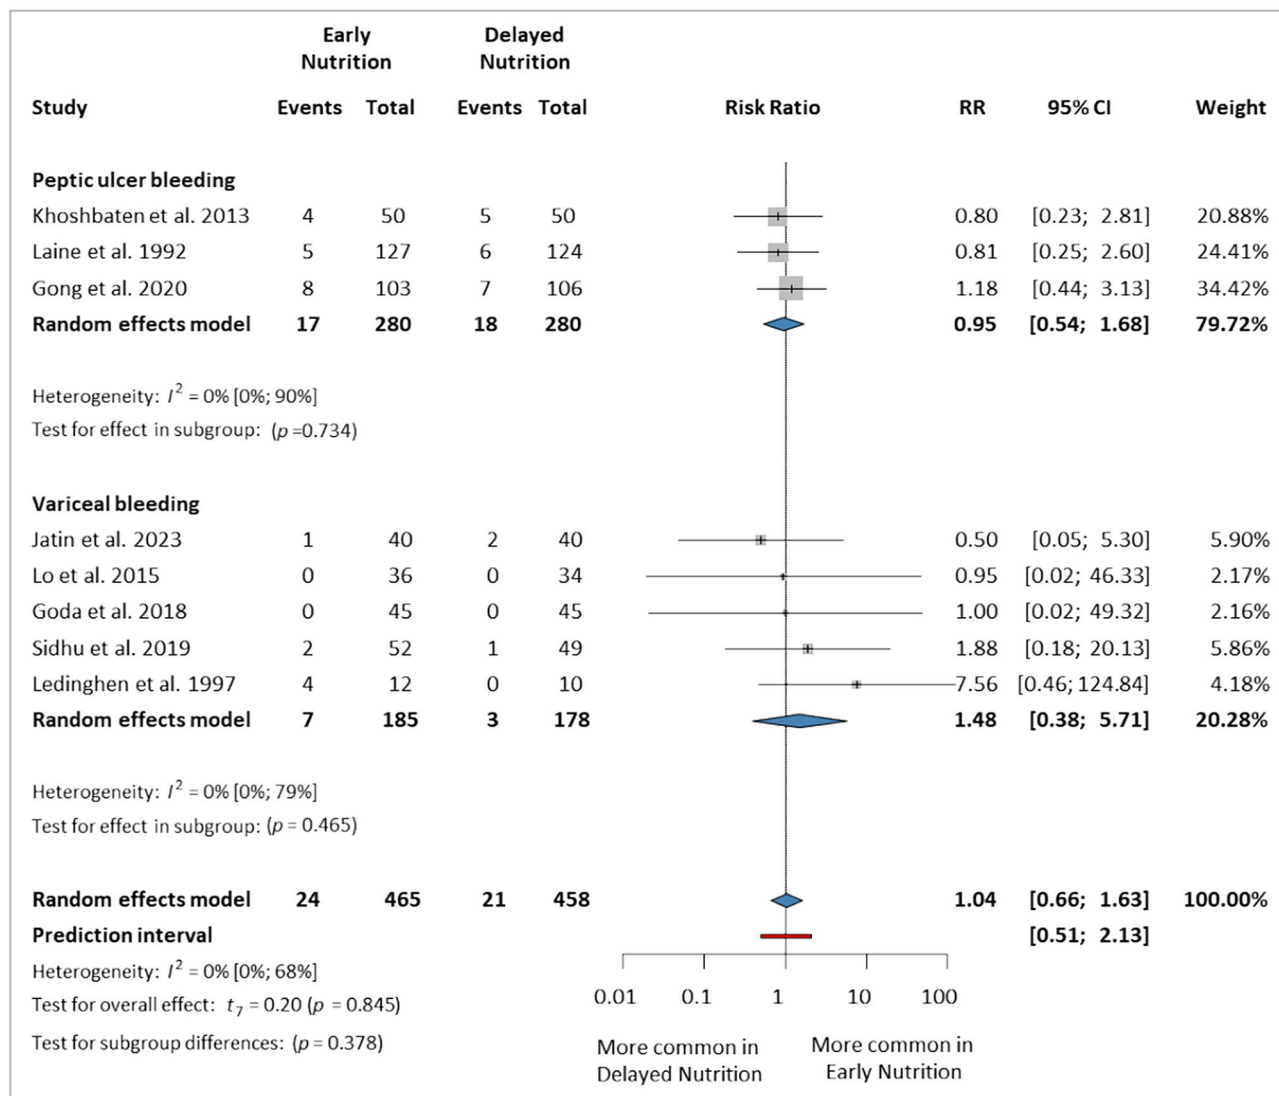 Early Nutrition Delayed Nutrition
Study Events Total Events Total Risk Ratio RR 95% CI Weight
Peptic ulcer bleeding
Khoshbaten et al. 2013 4 50 5 50 0.80 [0.23; 2.81] 20.88%
Laine et al. 1992 5 127 6 124 0.81 [0.25; 2.60] 24.41%
Gong et al. 2020 8 103 7 106 1.18 [0.44; 3.13] 34.42%
Random effects model 17 280 18 280 0.95 [0.54; 1.68] 79.72%
Heterogeneity: I² = 0% [0%; 90%]
Test for effect in subgroup: (p =0.734)
Variceal bleeding
Jatin et al. 2023 1 40 2 40 0.50 [0.05; 5.30] 5.90%
Lo et al. 2015 0 36 0 34 0.95 [0.02; 46.33] 2.17%
Goda et al. 2018 0 45 0 45 1.00 [0.02; 49.32] 2.16%
Sidhu et al. 2019 2 52 1 49 1.88 [0.18; 20.13] 5.86%
Ledinghen et al. 1997 4 12 0 10 7.56 [0.46; 124.84] 4.18%
Random effects model 7 185 3 178 1.48 [0.38; 5.71] 20.28%
Heterogeneity: I² = 0% [0%; 79%]
Test for effect in subgroup: (p = 0.465)
Random effects model 24 465 21 458 1.04 [0.66; 1.63] 100.00%
Prediction interval [0.51; 2.13]
Heterogeneity: I² = 0% [0%; 68%]
Test for overall effect: t₇ = 0.20 (p = 0.845)
Test for subgroup differences: (p = 0.378)
0.01 0.1 1 10 100
More common in Delayed Nutrition
More common in Early Nutrition